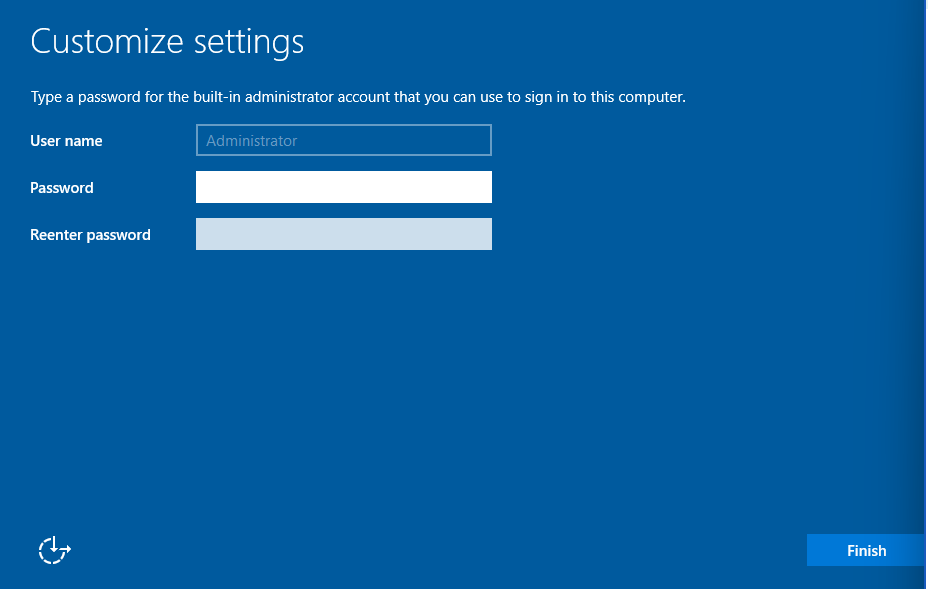 Customize settings
Type a password for the built-in administrator account that you can use to sign in to this computer.
User name
Administrator
Password
Reenter password
Finish